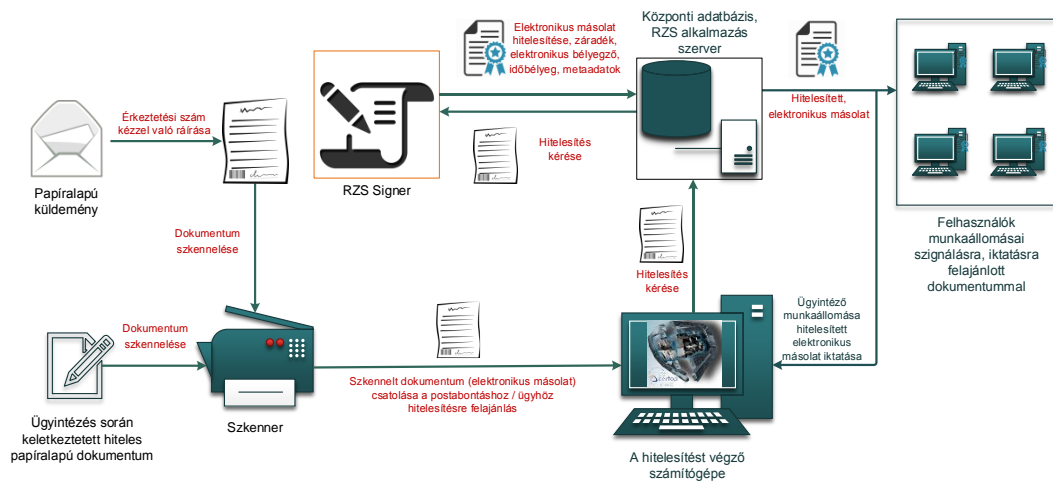 Elektronikus másolat
hitelesítése, záradék,
elektronikus bélyegző,
időbélyeg, metaadatok
Központi adatbázis,
RZS alkalmazás
szerver
Érkeztetési szám
kézzel való ráírása
Hitelesítés
kérése
Hitelesített,
elektronikus másolat
Papíralapú
küldemény
RZS Signer
Dokumentum
szkennelése
Hitelesítés
kérése
Felhasználók
munkaállomásai
szignálásra, iktatásra
felajánlott
dokumentummal
Dokumentum
szkennelése
Ügyintéző
munkaállomása
hitelesített
elektronikus
másolat iktatása
certop
Szkennelt dokumentum (elektronikus másolat)
csatolása a postabontáshoz / ügyhöz
hitelesítésre felajánlás
Ügyintézés során
keletkeztetett hiteles
papíralapú dokumentum
Szkenner
A hitelesítést végző
számítógépe